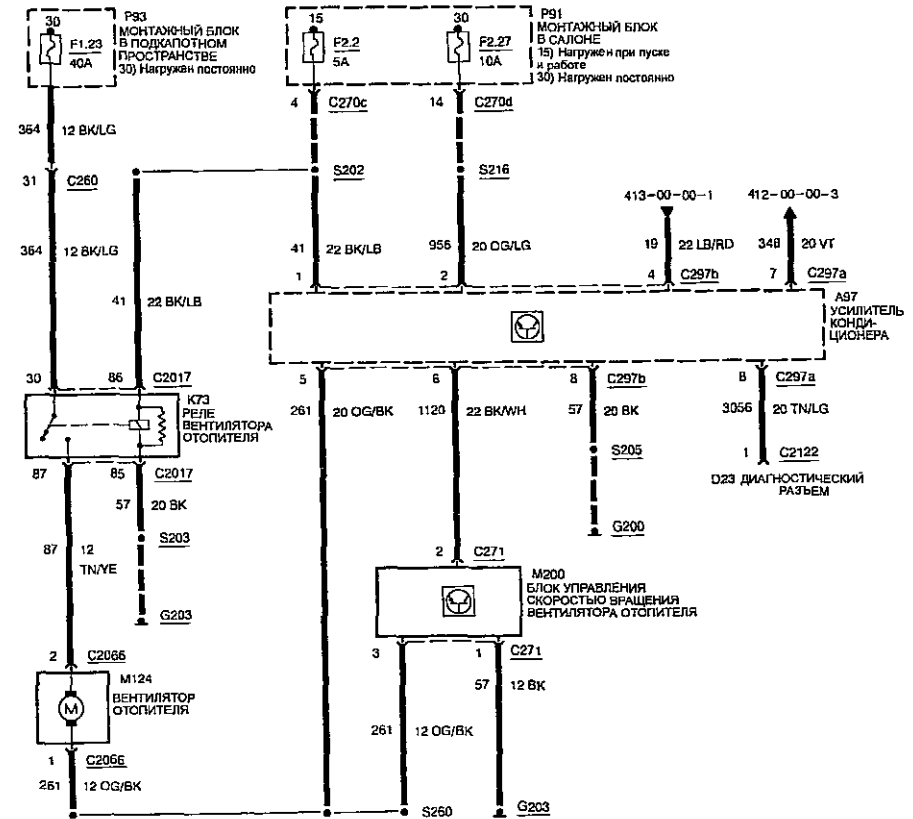 30
P93
F1.23
40A
МОНТАЖНЫЙ БЛОК
В ПОДКАПОТНОМ
ПРОСТРАНСТВЕ
30) Нагружен постоянно
15
30
P91
F2.2
5A
F2.27
10A
МОНТАЖНЫЙ БЛОК
В САЛОНЕ
15) Нагружен при пуске
и работе
30) Нагружен постоянно
4
C270c
14
C270d
364
12 BK/LG
31
C260
S202
S216
413-00-00-1
412-00-00-3
364
12 BK/LG
41
22 BK/LB
956
20 OG/LG
19
22 LB/RD
348
20 VT
1
2
4
C297b
7
C297a
41
22 BK/LB
A97
УСИЛИТЕЛЬ
КОНДИ-
ЦИОНЕРА
30
86
C2017
5
6
8
C297b
8
C297a
K73
РЕЛЕ
ВЕНТИЛЯТОРА
ОТОПИТЕЛЯ
261
20 OG/BK
1120
22 BK/WH
57
20 BK
3056
20 TN/LG
S205
1
C2122
D23 ДИАГНОСТИЧЕСКИЙ
РАЗЪЕМ
87
85
C2017
57
20 BK
S203
G200
87
12
TN/YE
2
C271
M200
БЛОК УПРАВЛЕНИЯ
СКОРОСТЬЮ ВРАЩЕНИЯ
ВЕНТИЛЯТОРА ОТОПИТЕЛЯ
G203
2
C2066
3
1
C271
M124
ВЕНТИЛЯТОР
ОТОПИТЕЛЯ
M
57
12 BK
261
12 OG/BK
1
C2066
261
12 OG/BK
S260
G203